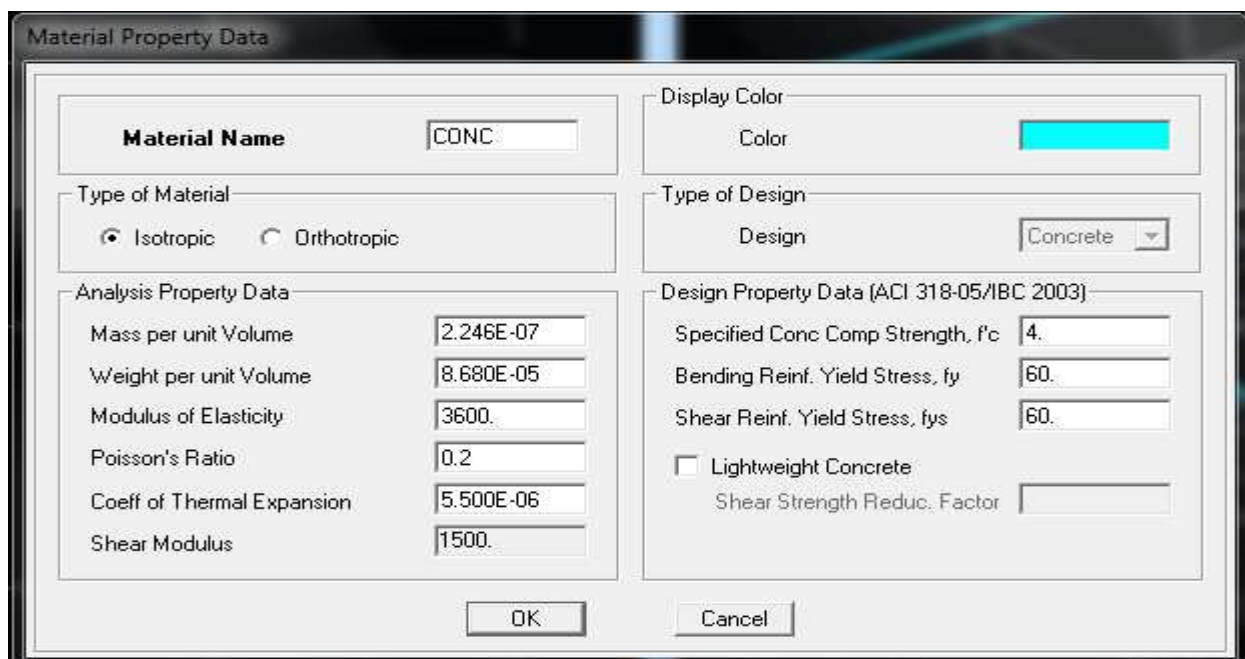 Material Property Data
Material Name CONC
Display Color
Color
Type of Material
Isotropic Orthotropic
Type of Design
Design Concrete
Analysis Property Data
Mass per unit Volume 2.246E-07
Weight per unit Volume 8.680E-05
Modulus of Elasticity 3600.
Poisson's Ratio 0.2
Coeff of Thermal Expansion 5.500E-06
Shear Modulus 1500.
Design Property Data (ACI 318-05/IBC 2003)
Specified Conc Comp Strength, f'c 4.
Bending Reinf. Yield Stress, fy 60.
Shear Reinf. Yield Stress, fys 60.
Lightweight Concrete
Shear Strength Reduc. Factor
OK Cancel